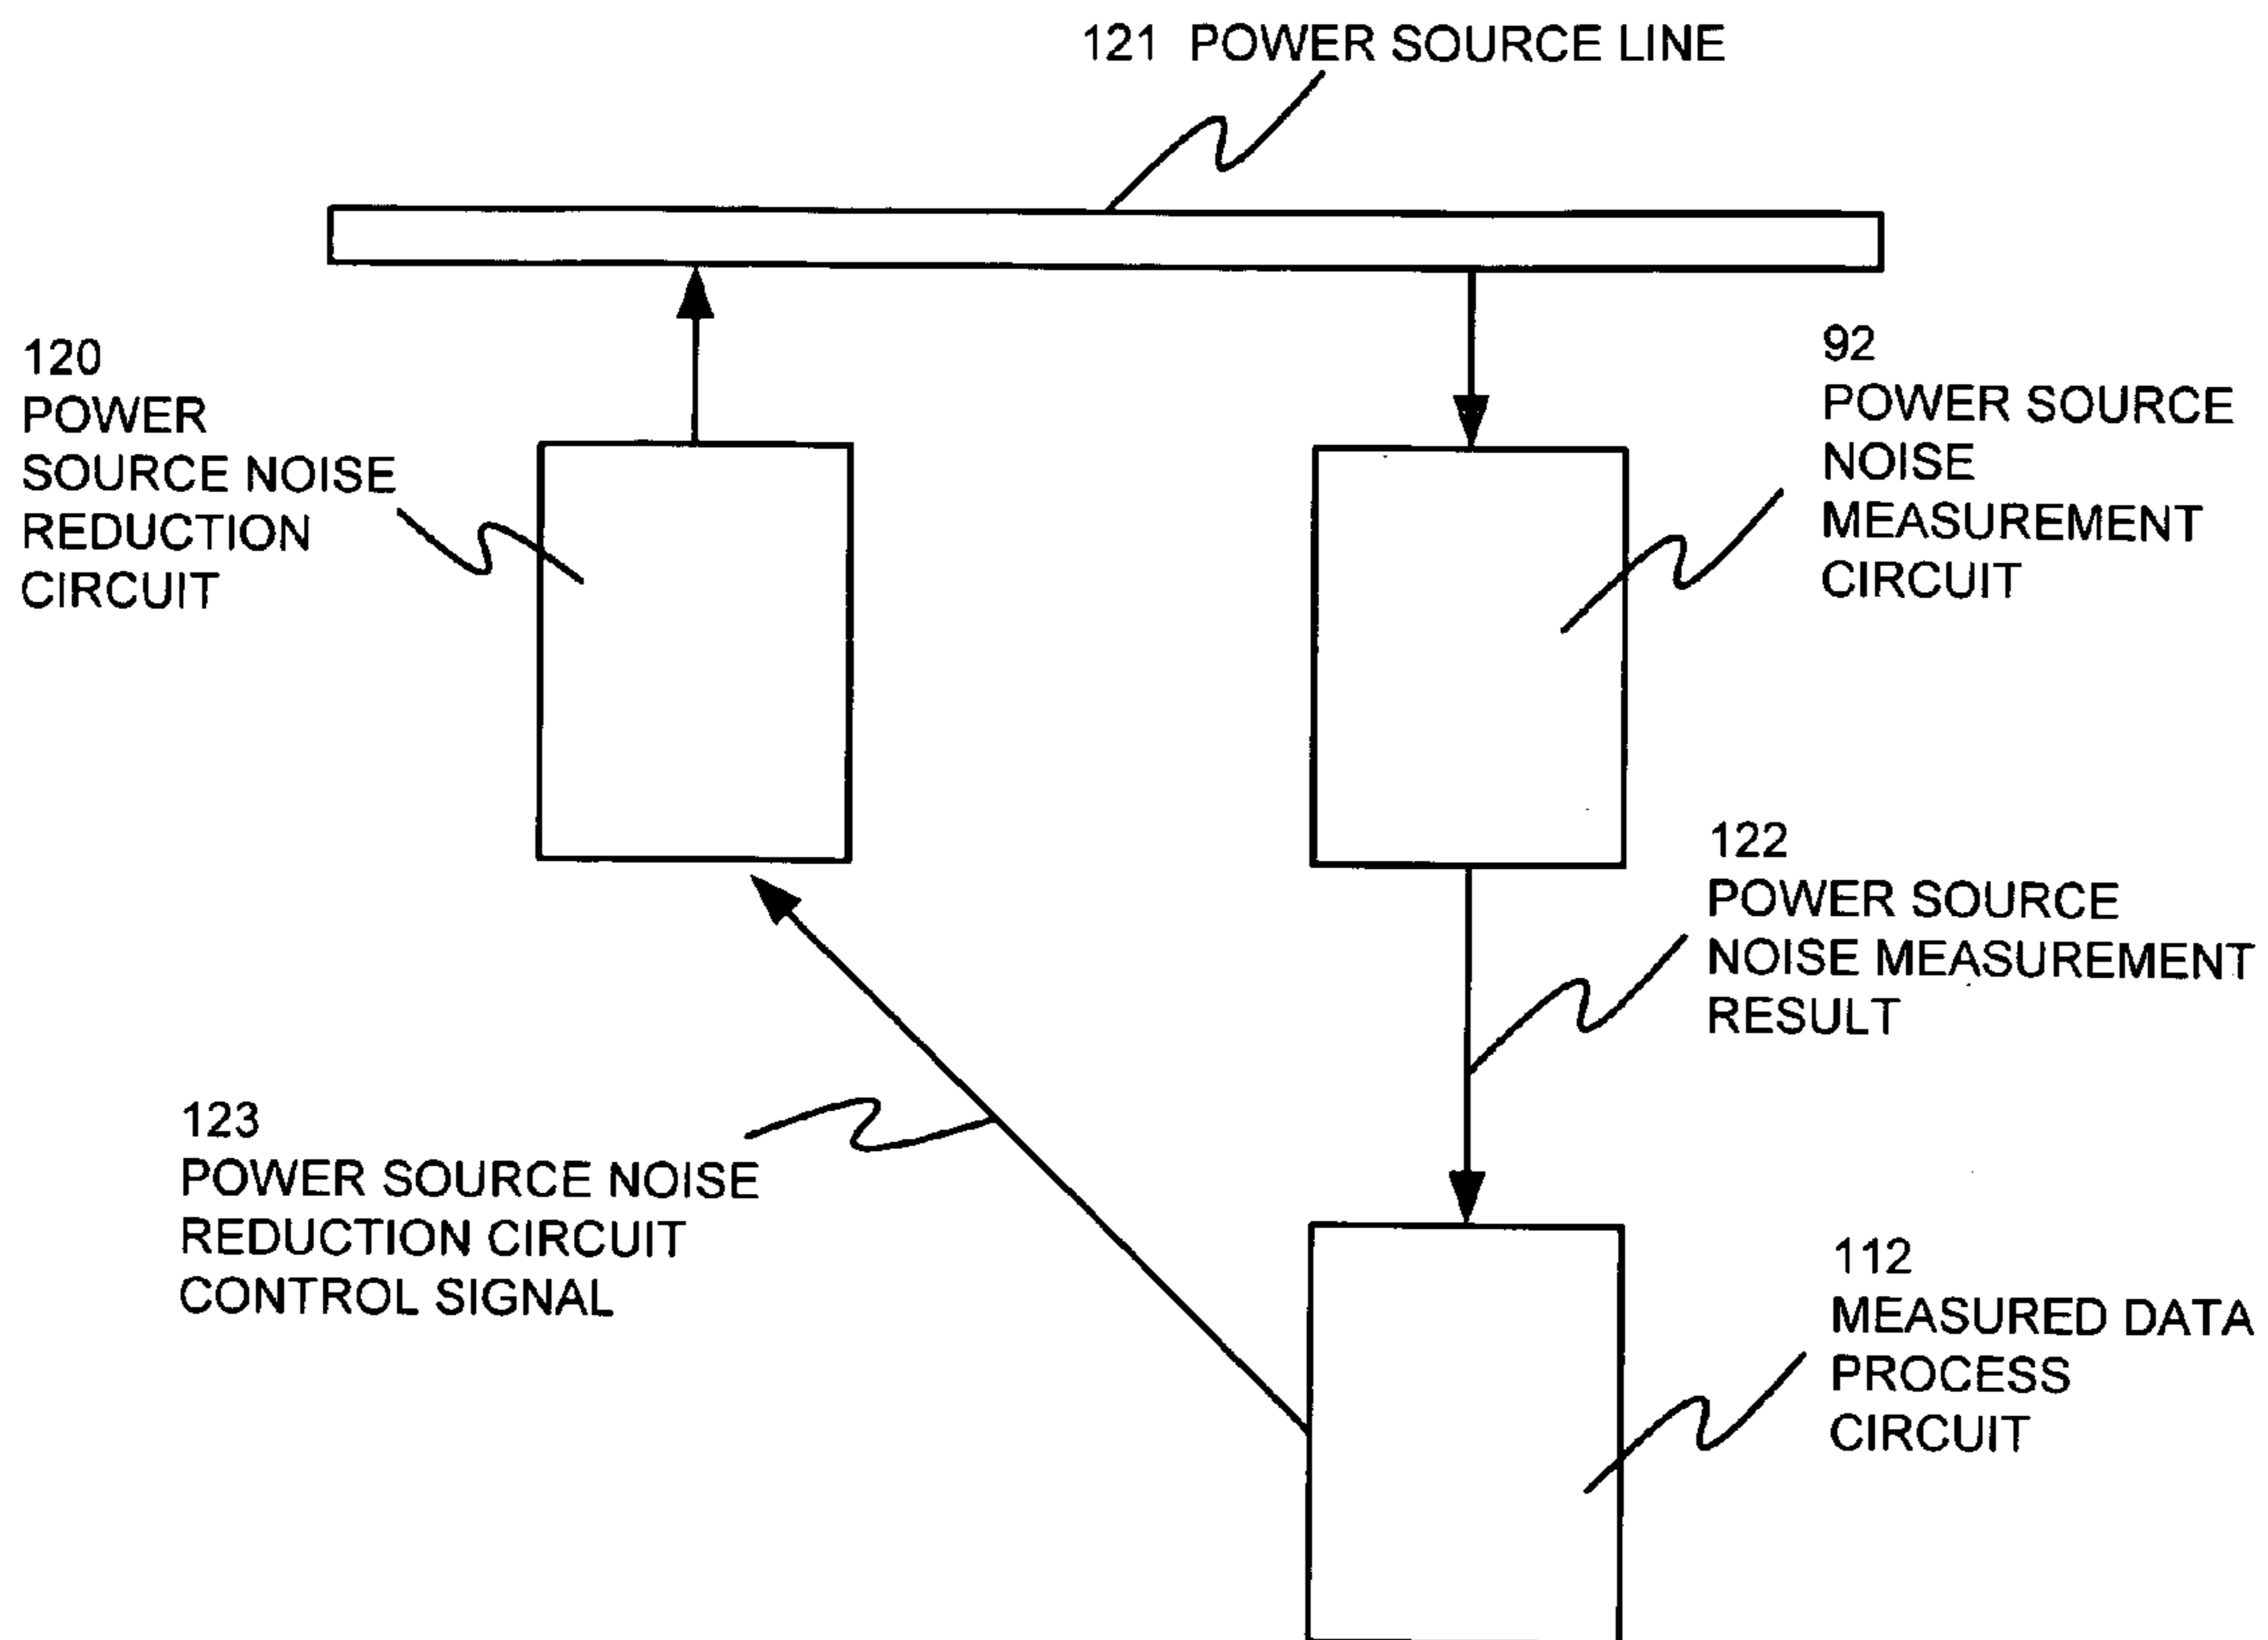 121 POWER SOURCE LINE
120
POWER
SOURCE NOISE
REDUCTION
CIRCUIT
92
POWER SOURCE
NOISE
MEASUREMENT
CIRCUIT
122
POWER SOURCE
NOISE MEASUREMENT
RESULT
123
POWER SOURCE NOISE
REDUCTION CIRCUIT
CONTROL SIGNAL
112
MEASURED DATA
PROCESS
CIRCUIT